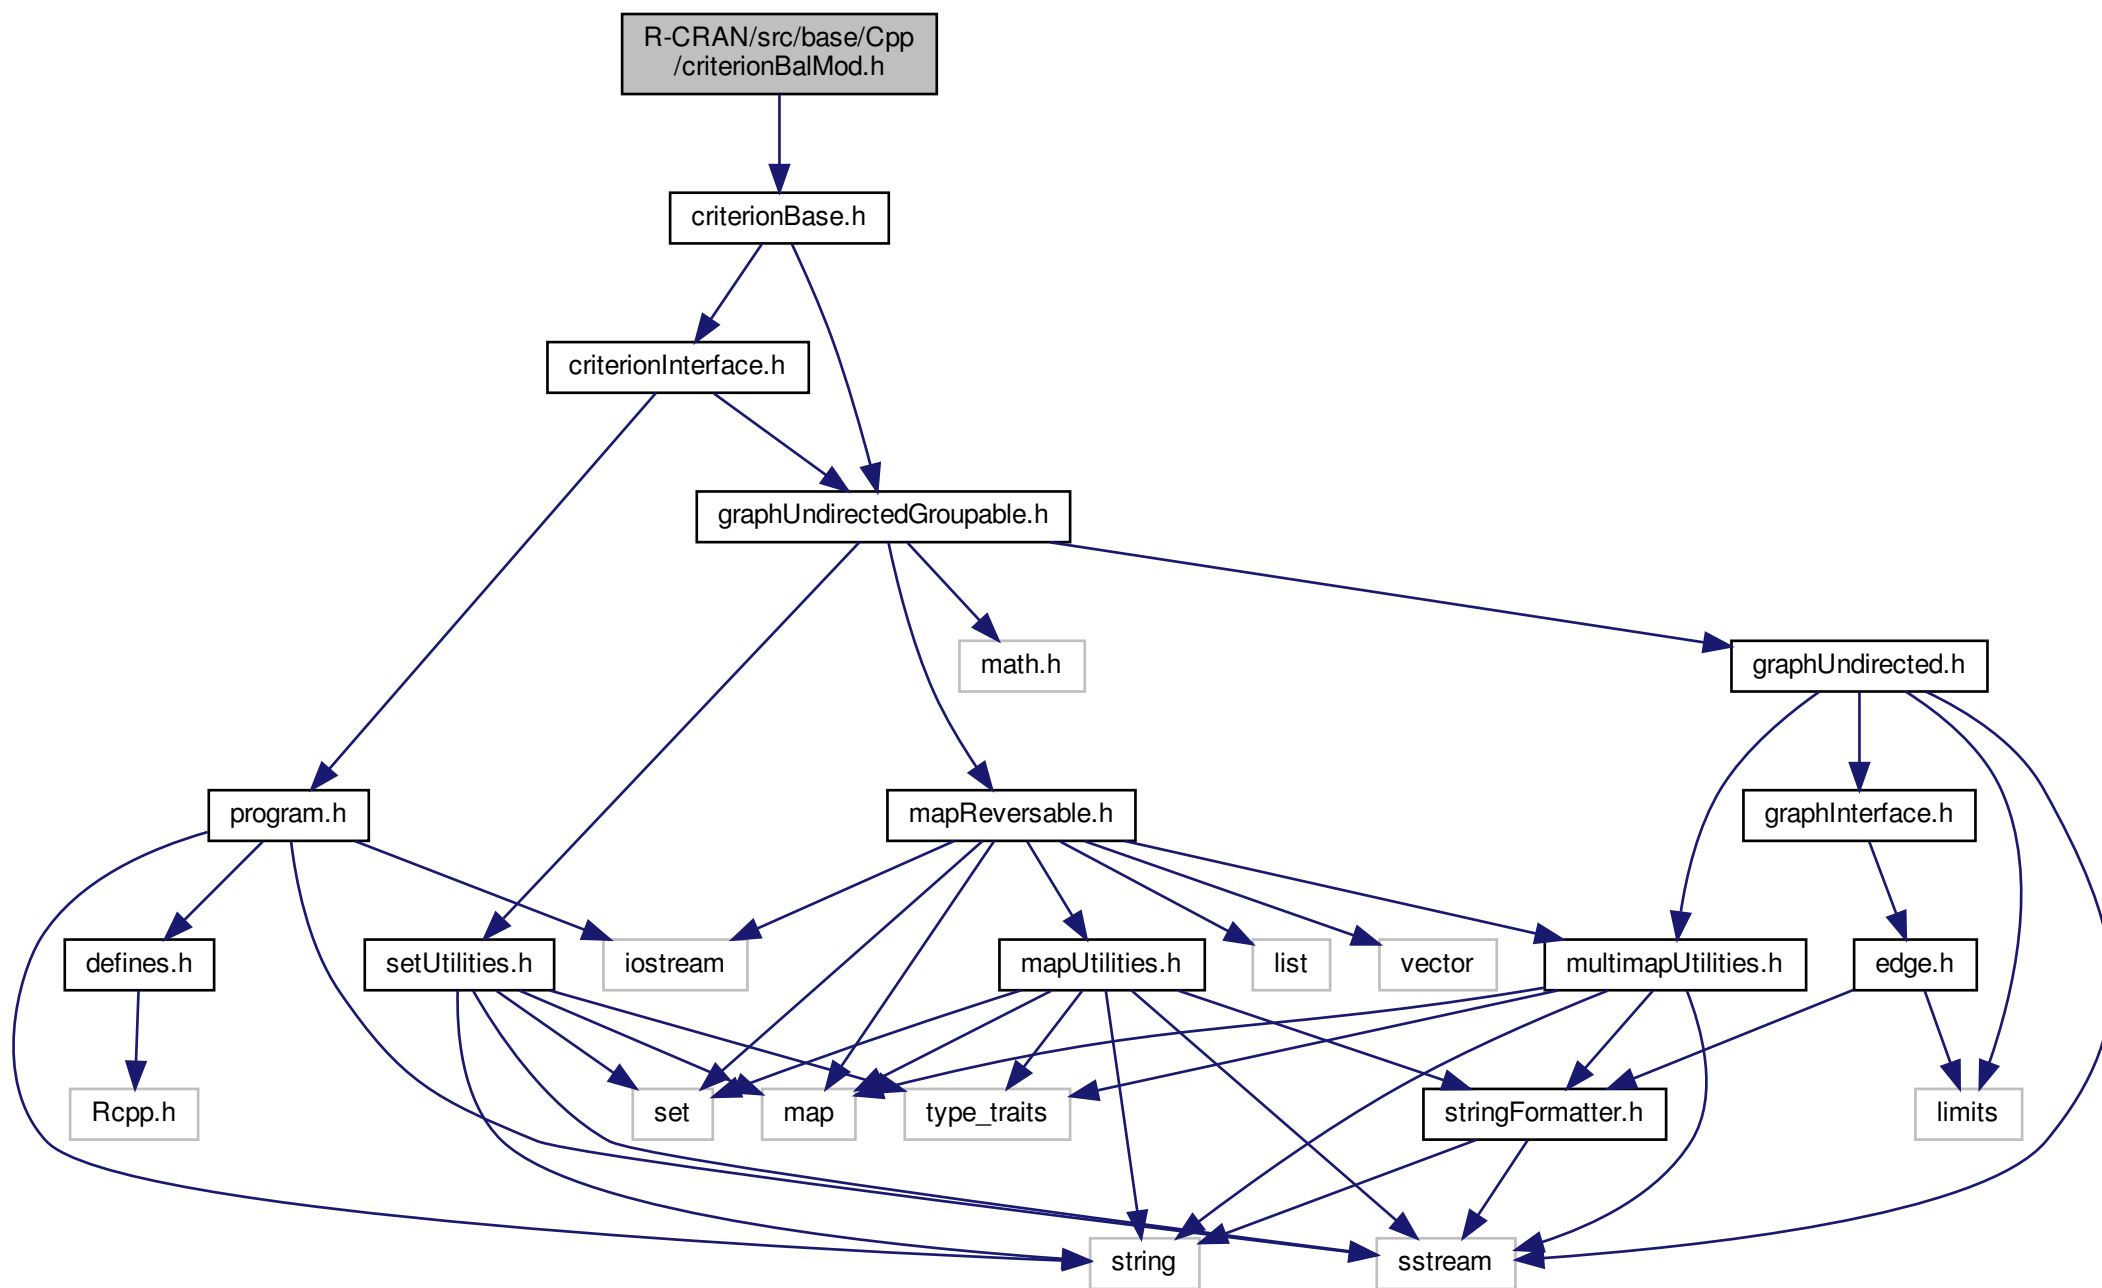 R-CRAN/src/base/Cpp
/criterionBalMod.h
criterionBase.h
criterionInterface.h
graphUndirectedGroupable.h
math.h
graphUndirected.h
program.h
mapReversable.h
graphInterface.h
defines.h
setUtilities.h
iostream
mapUtilities.h
list
vector
multimapUtilities.h
edge.h
Rcpp.h
set
map
type_traits
stringFormatter.h
limits
string
sstream